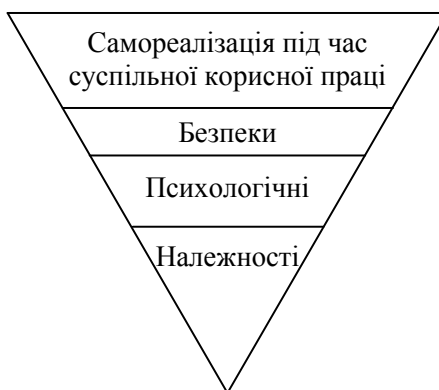 Самореалізація під час
суспільної корисної праці
Безпеки
Психологічні
Належності